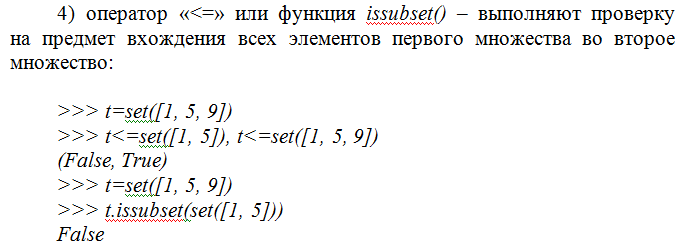 4) оператор «<=» или функция issubset() – выполняют проверку
на предмет вхождения всех элементов первого множества во второе
множество:
>>> t=set([1, 5, 9])
>>> t<=set([1, 5]), t<=set([1, 5, 9])
(False, True)
>>> t=set([1, 5, 9])
>>> t.issubset(set([1, 5]))
False